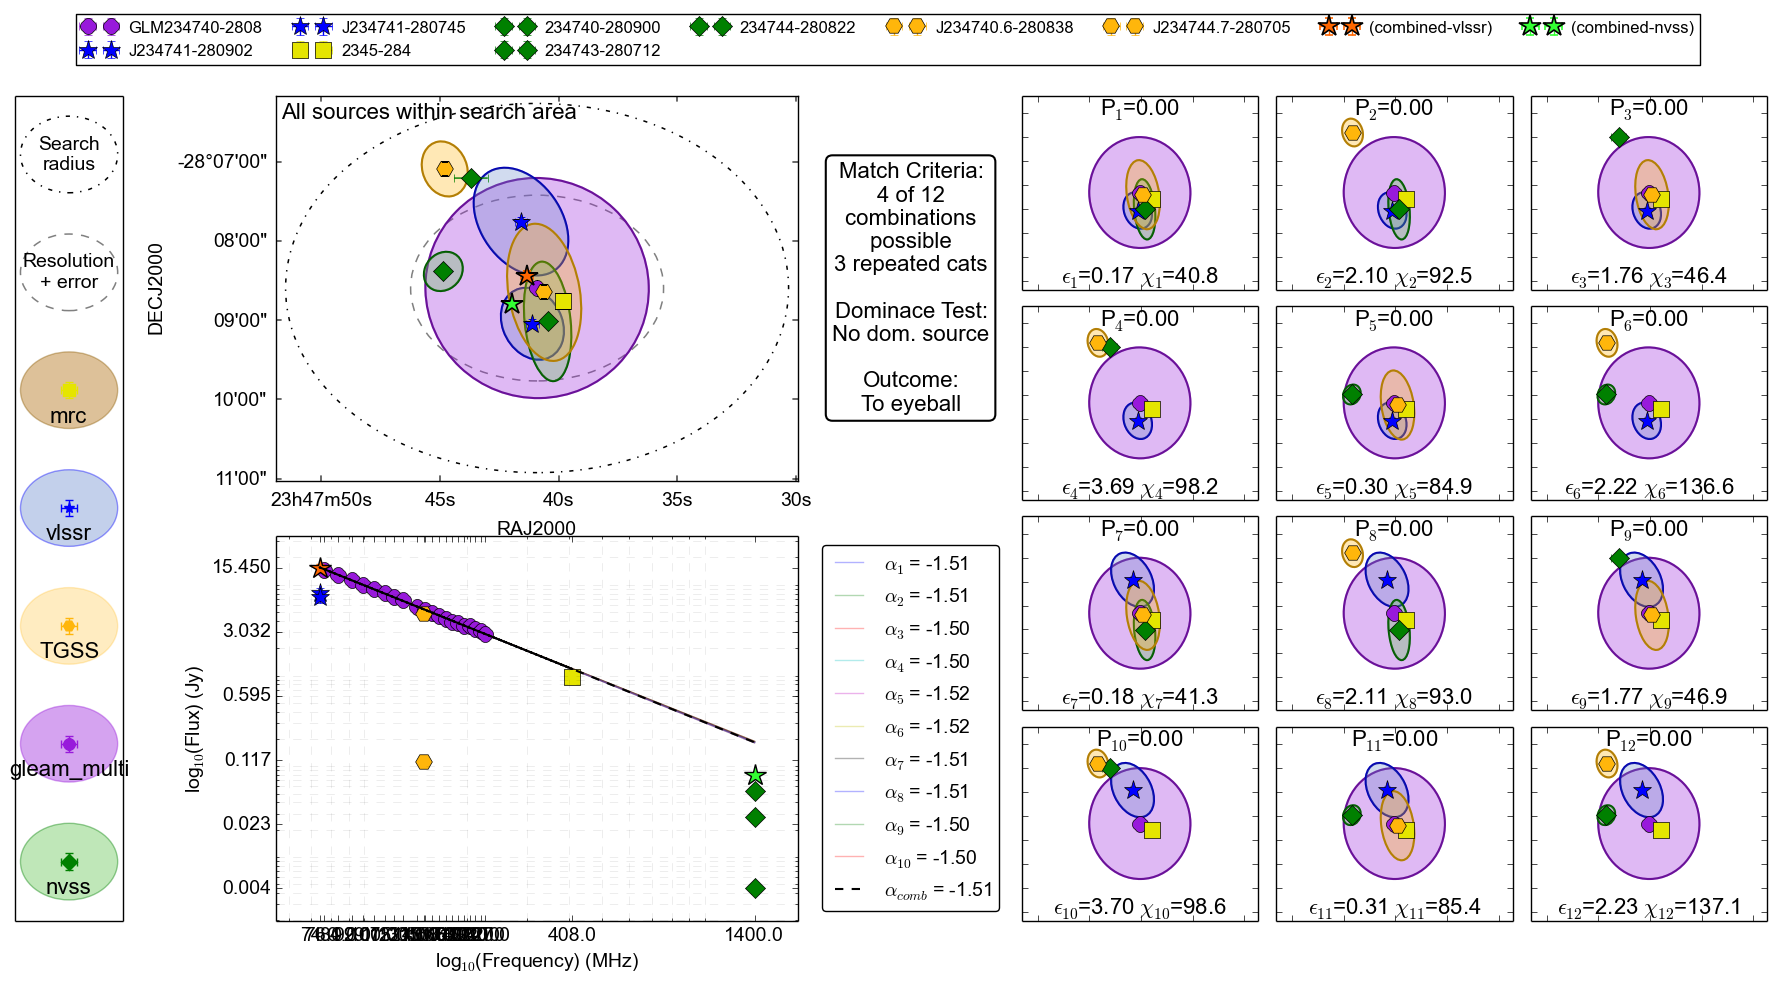 GLM234740-2808
J234741-280745
234740-280900
234744-280822
J234740.6-280838
J234744.7-280705
(combined-vlssr)
(combined-nvss)
J234741-280902
2345-284
234743-280712
Search
radius
Resolution
+ error
mrc
vlssr
TGSS
gleam_multi
nvss
All sources within search area
DECJ2000
-28°07'00"
08'00"
09'00"
10'00"
11'00"
23h47m50s
45s
40s
35s
30s
RAJ2000
Match Criteria:
4 of 12
combinations
possible
3 repeated cats
Dominace Test:
No dom. source
Outcome:
To eyeball
log10(Flux) (Jy)
15.450
3.032
0.595
0.117
0.023
0.004
408.0
1400.0
log10(Frequency) (MHz)
α1 = -1.51
α2 = -1.51
α3 = -1.50
α4 = -1.50
α5 = -1.52
α6 = -1.52
α7 = -1.51
α8 = -1.51
α9 = -1.50
α10 = -1.50
αcomb = -1.51
P1=0.00
ϵ1=0.17 χ1=40.8
P2=0.00
ϵ2=2.10 χ2=92.5
P3=0.00
ϵ3=1.76 χ3=46.4
P4=0.00
ϵ4=3.69 χ4=98.2
P5=0.00
ϵ5=0.30 χ5=84.9
P6=0.00
ϵ6=2.22 χ6=136.6
P7=0.00
ϵ7=0.18 χ7=41.3
P8=0.00
ϵ8=2.11 χ8=93.0
P9=0.00
ϵ9=1.77 χ9=46.9
P10=0.00
ϵ10=3.70 χ10=98.6
P11=0.00
ϵ11=0.31 χ11=85.4
P12=0.00
ϵ12=2.23 χ12=137.1